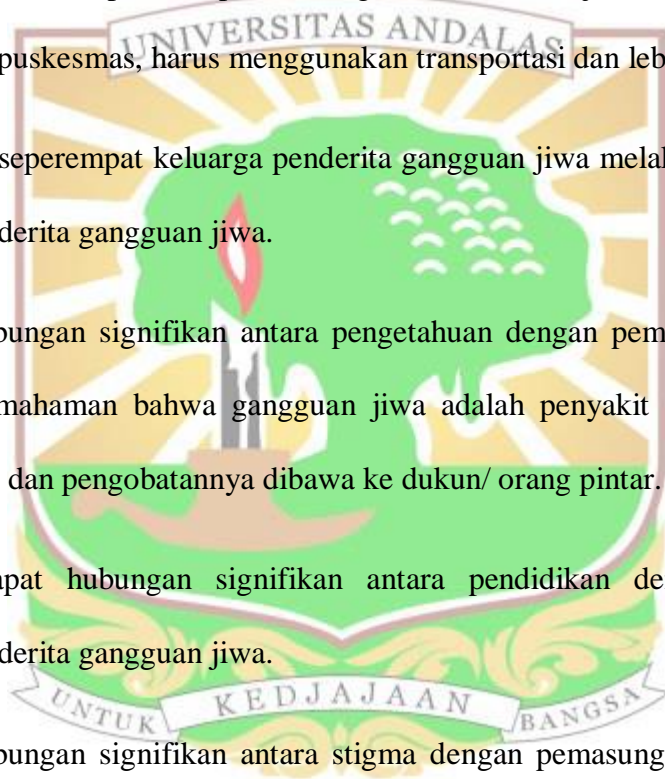 UNIVERSITAS ANDALAS
puskesmas, harus menggunakan transportasi dan leb
seperempat keluarga penderita gangguan jiwa melal
derita gangguan jiwa.
bungan signifikan antara pengetahuan dengan pem
mahaman bahwa gangguan jiwa adalah penyakit
dan pengobatannya dibawa ke dukun/ orang pintar.
apat hubungan signifikan antara pendidikan de
derita gangguan jiwa.
UNTUK KEDJAJAAN BANGSA
bungan signifikan antara stigma dengan pemasung